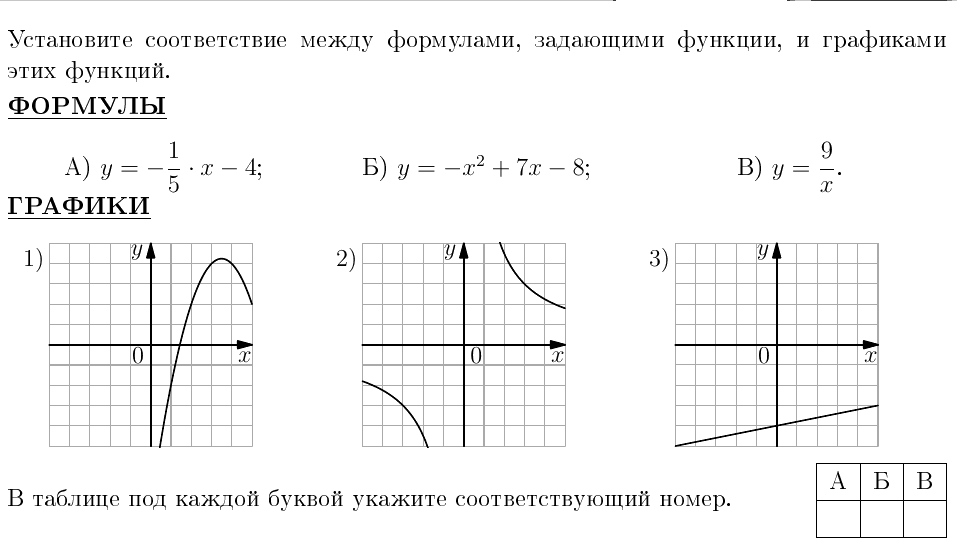 Установите соответствие между формулами, задающими функции, и графиками
этих функций.
ФОРМУЛЫ
А) y = −1/5 · x − 4; Б) y = −x² + 7x − 8; В) y = 9/x.
ГРАФИКИ
1) y 0 x 2) y 0 x 3) y 0 x
В таблице под каждой буквой укажите соответствующий номер.
А Б В